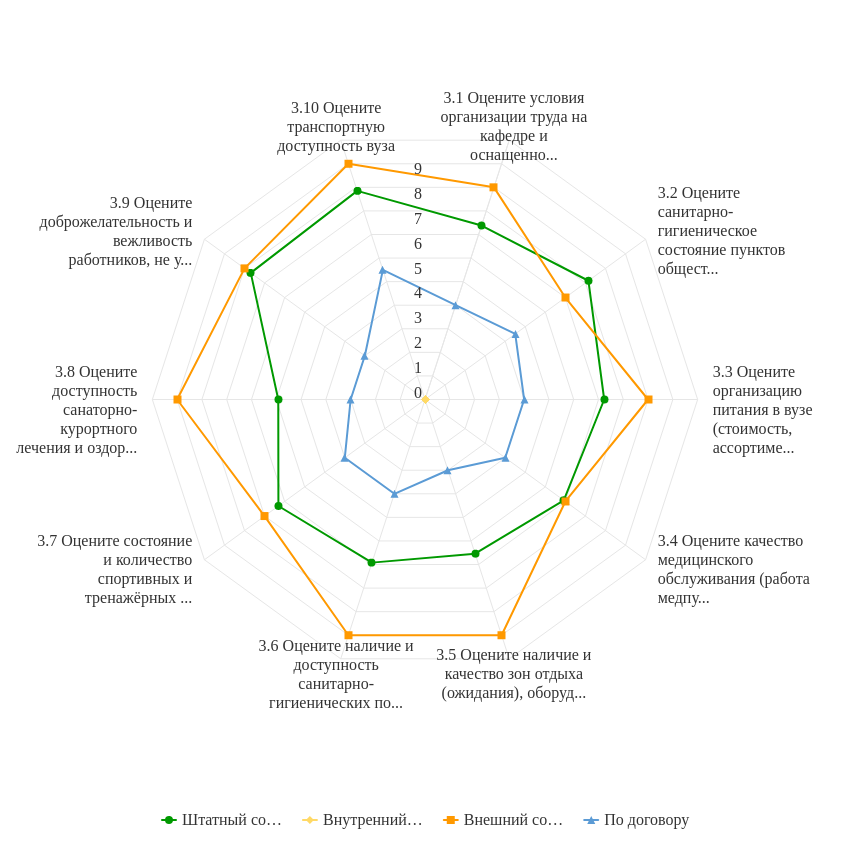 3.1 Оцените условия
организации труда на
кафедре и
оснащенно...
3.2 Оцените
санитарно-
гигиеническое
состояние пунктов
общест...
3.3 Оцените
организацию
питания в вузе
(стоимость,
ассортиме...
3.4 Оцените качество
медицинского
обслуживания (работа
медпу...
3.5 Оцените наличие и
качество зон отдыха
(ожидания), оборуд...
3.6 Оцените наличие и
доступность
санитарно-
гигиенических по...
3.7 Оцените состояние
и количество
спортивных и
тренажёрных ...
3.8 Оцените
доступность
санаторно-
курортного
лечения и оздор...
3.9 Оцените
доброжелательность и
вежливость
работников, не у...
3.10 Оцените
транспортную
доступность вуза
9
8
7
6
5
4
3
2
1
0
Штатный со…
Внутренний…
Внешний со…
По договору